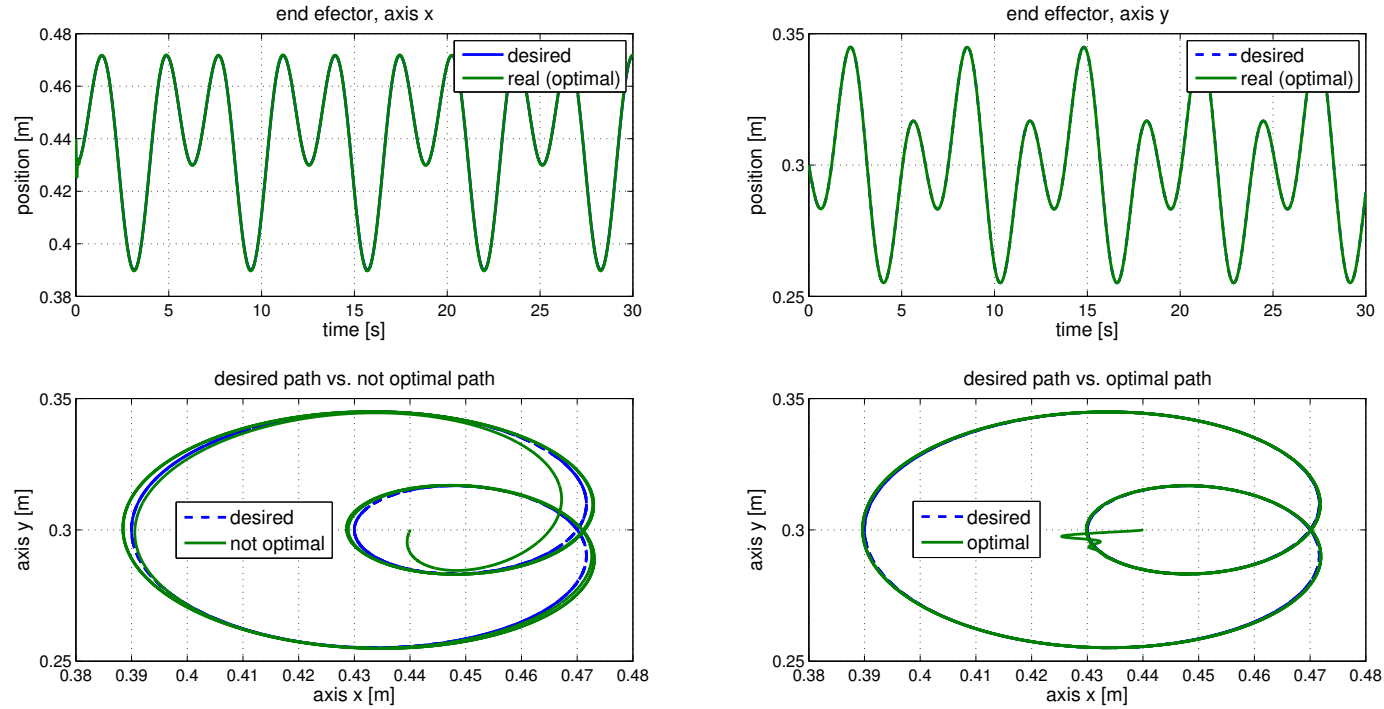 end efector, axis x
0.48
0.46
0.44
0.42
0.4
0.38
position [m]
desired
real (optimal)
0 5 10 15 20 25 30
time [s]
end effector, axis y
0.35
0.3
0.25
position [m]
desired
real (optimal)
0 5 10 15 20 25 30
time [s]
desired path vs. not optimal path
0.35
0.3
0.25
axis y [m]
desired
not optimal
0.38 0.39 0.4 0.41 0.42 0.43 0.44 0.45 0.46 0.47 0.48
axis x [m]
desired path vs. optimal path
0.35
0.3
0.25
axis y [m]
desired
optimal
0.38 0.39 0.4 0.41 0.42 0.43 0.44 0.45 0.46 0.47 0.48
axis x [m]